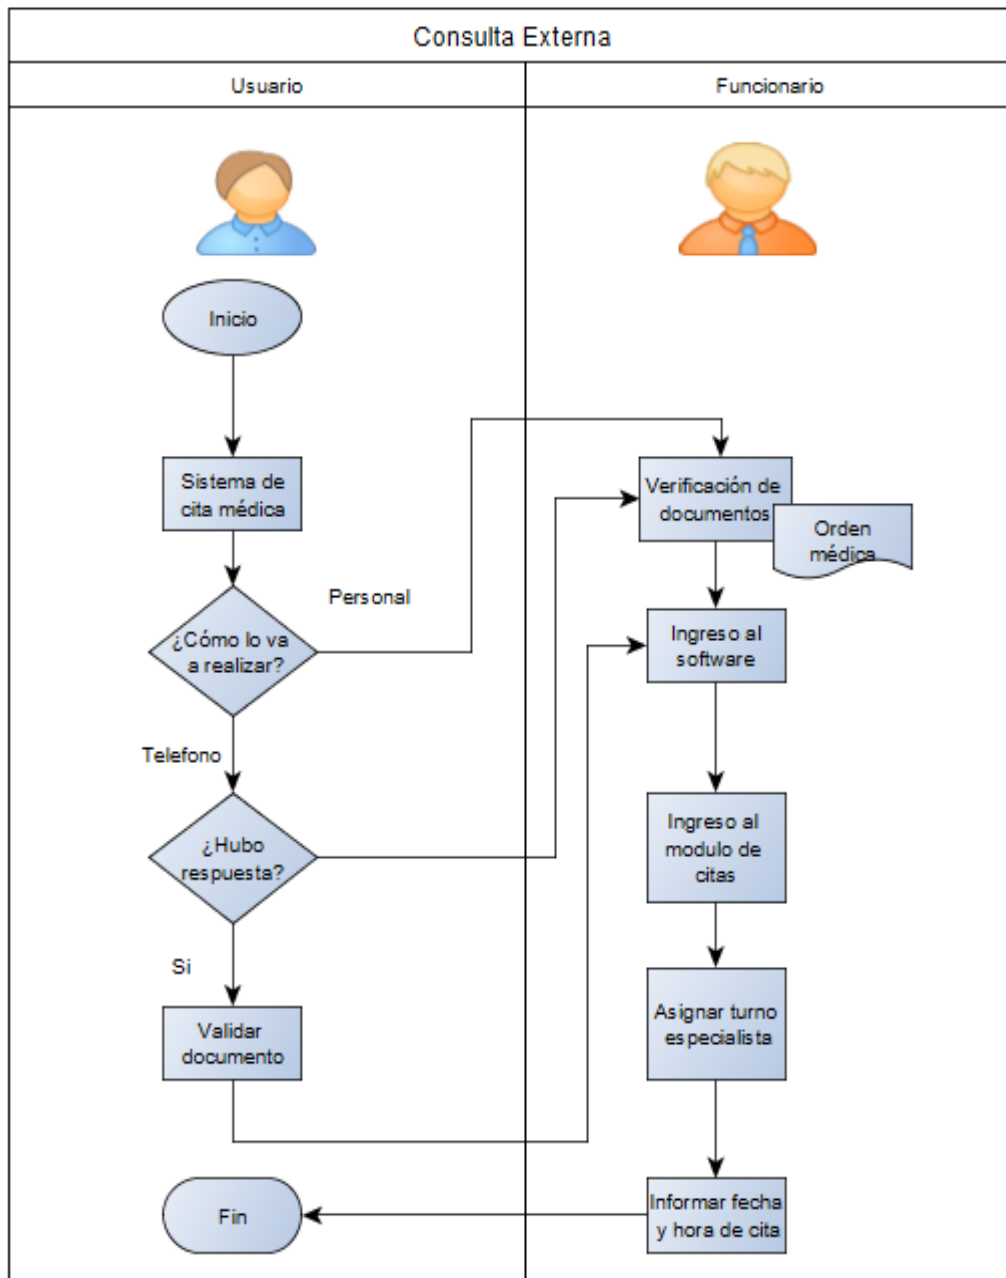 Consulta Externa
Usuario
Funcionario
Inicio
Sistema de
cita médica
Verificación de
documentos
Orden
médica
Personal
¿Cómo lo va
a realizar?
Ingreso al
software
Telefono
¿Hubo
respuesta?
Ingreso al
modulo de
citas
Si
Validar
documento
Asignar turno
especialista
Fin
Informar fecha
y hora de cita